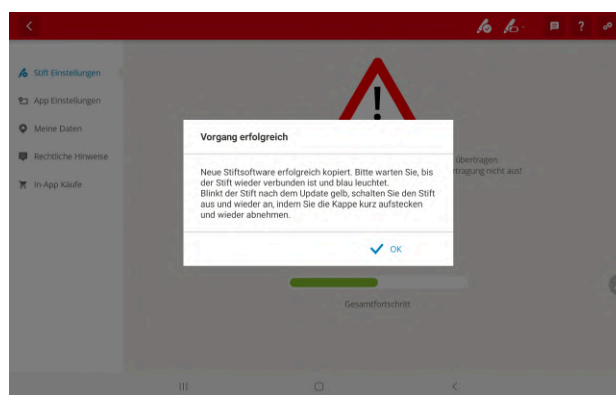 ?
Stift Einstellungen
App Einstellungen
Meine Daten
Rechtliche Hinweise
In-App Käufe
!
Vorgang erfolgreich
Neue Stiftsoftware erfolgreich kopiert. Bitte warten Sie, bis
der Stift wieder verbunden ist und blau leuchtet.
Blinkt der Stift nach dem Update gelb, schalten Sie den Stift
aus und wieder an, indem Sie die Kappe kurz aufstecken
und wieder abnehmen.
OK
übertragen.
nicht aus!
Gesamtfortschritt